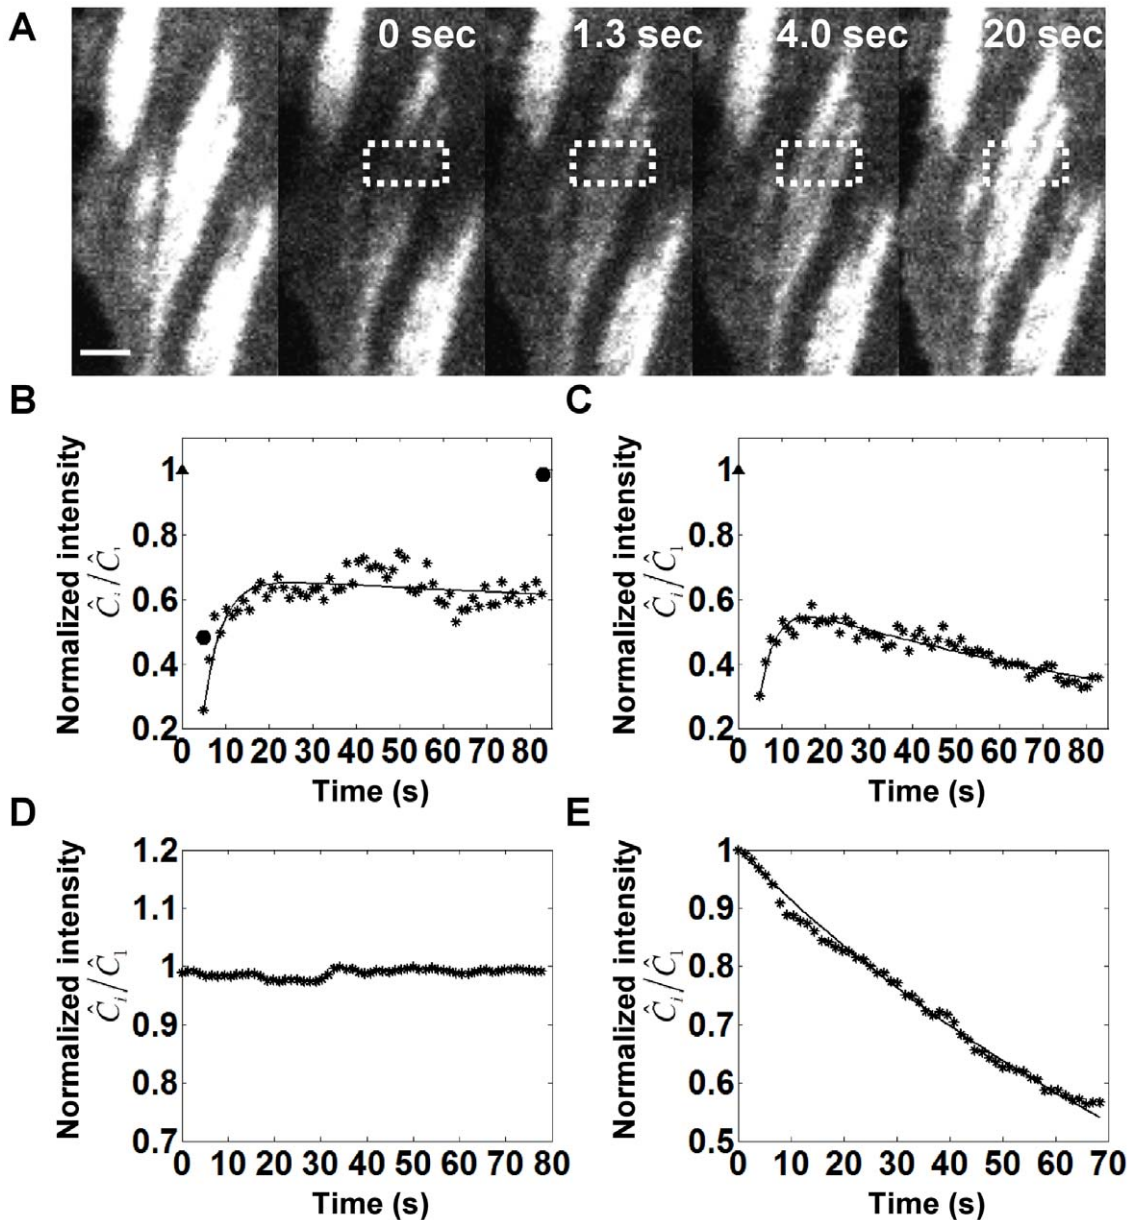 A
0 sec 1.3 sec 4.0 sec 20 sec
B
Normalized intensity
Ĉᵢ/Ĉ₁
1
0.8
0.6
0.4
0.2
0 10 20 30 40 50 60 70 80
Time (s)
C
Normalized intensity
Ĉᵢ/Ĉ₁
1
0.8
0.6
0.4
0.2
0 10 20 30 40 50 60 70 80
Time (s)
D
Normalized intensity
Ĉᵢ/Ĉ₁
1.2
1.1
1
0.9
0.8
0.7
0 10 20 30 40 50 60 70 80
Time (s)
E
Normalized intensity
Ĉᵢ/Ĉ₁
1
0.9
0.8
0.7
0.6
0.5
0 10 20 30 40 50 60 70
Time (s)